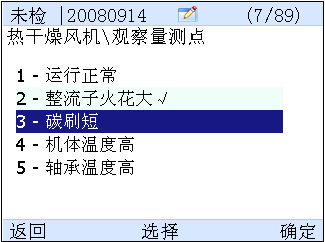 未检 |20080914 (7/89)
热干燥风机\观察量测点
1 - 运行正常
2 - 整流子火花大 √
3 - 碳刷短
4 - 机体温度高
5 - 轴承温度高
返回 选择 确定